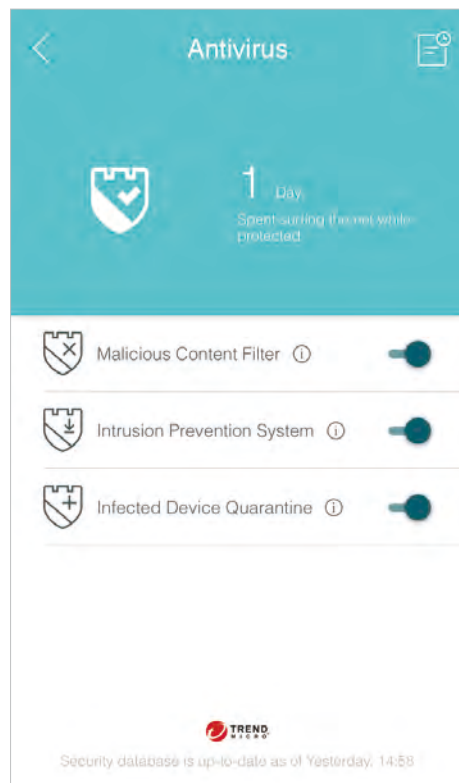 Antivirus
1 Day
Spent surfing the net while
protected
Malicious Content Filter
Intrusion Prevention System
Infected Device Quarantine
TREND
MICRO
Security database is up-to-date as of Yesterday, 14:58